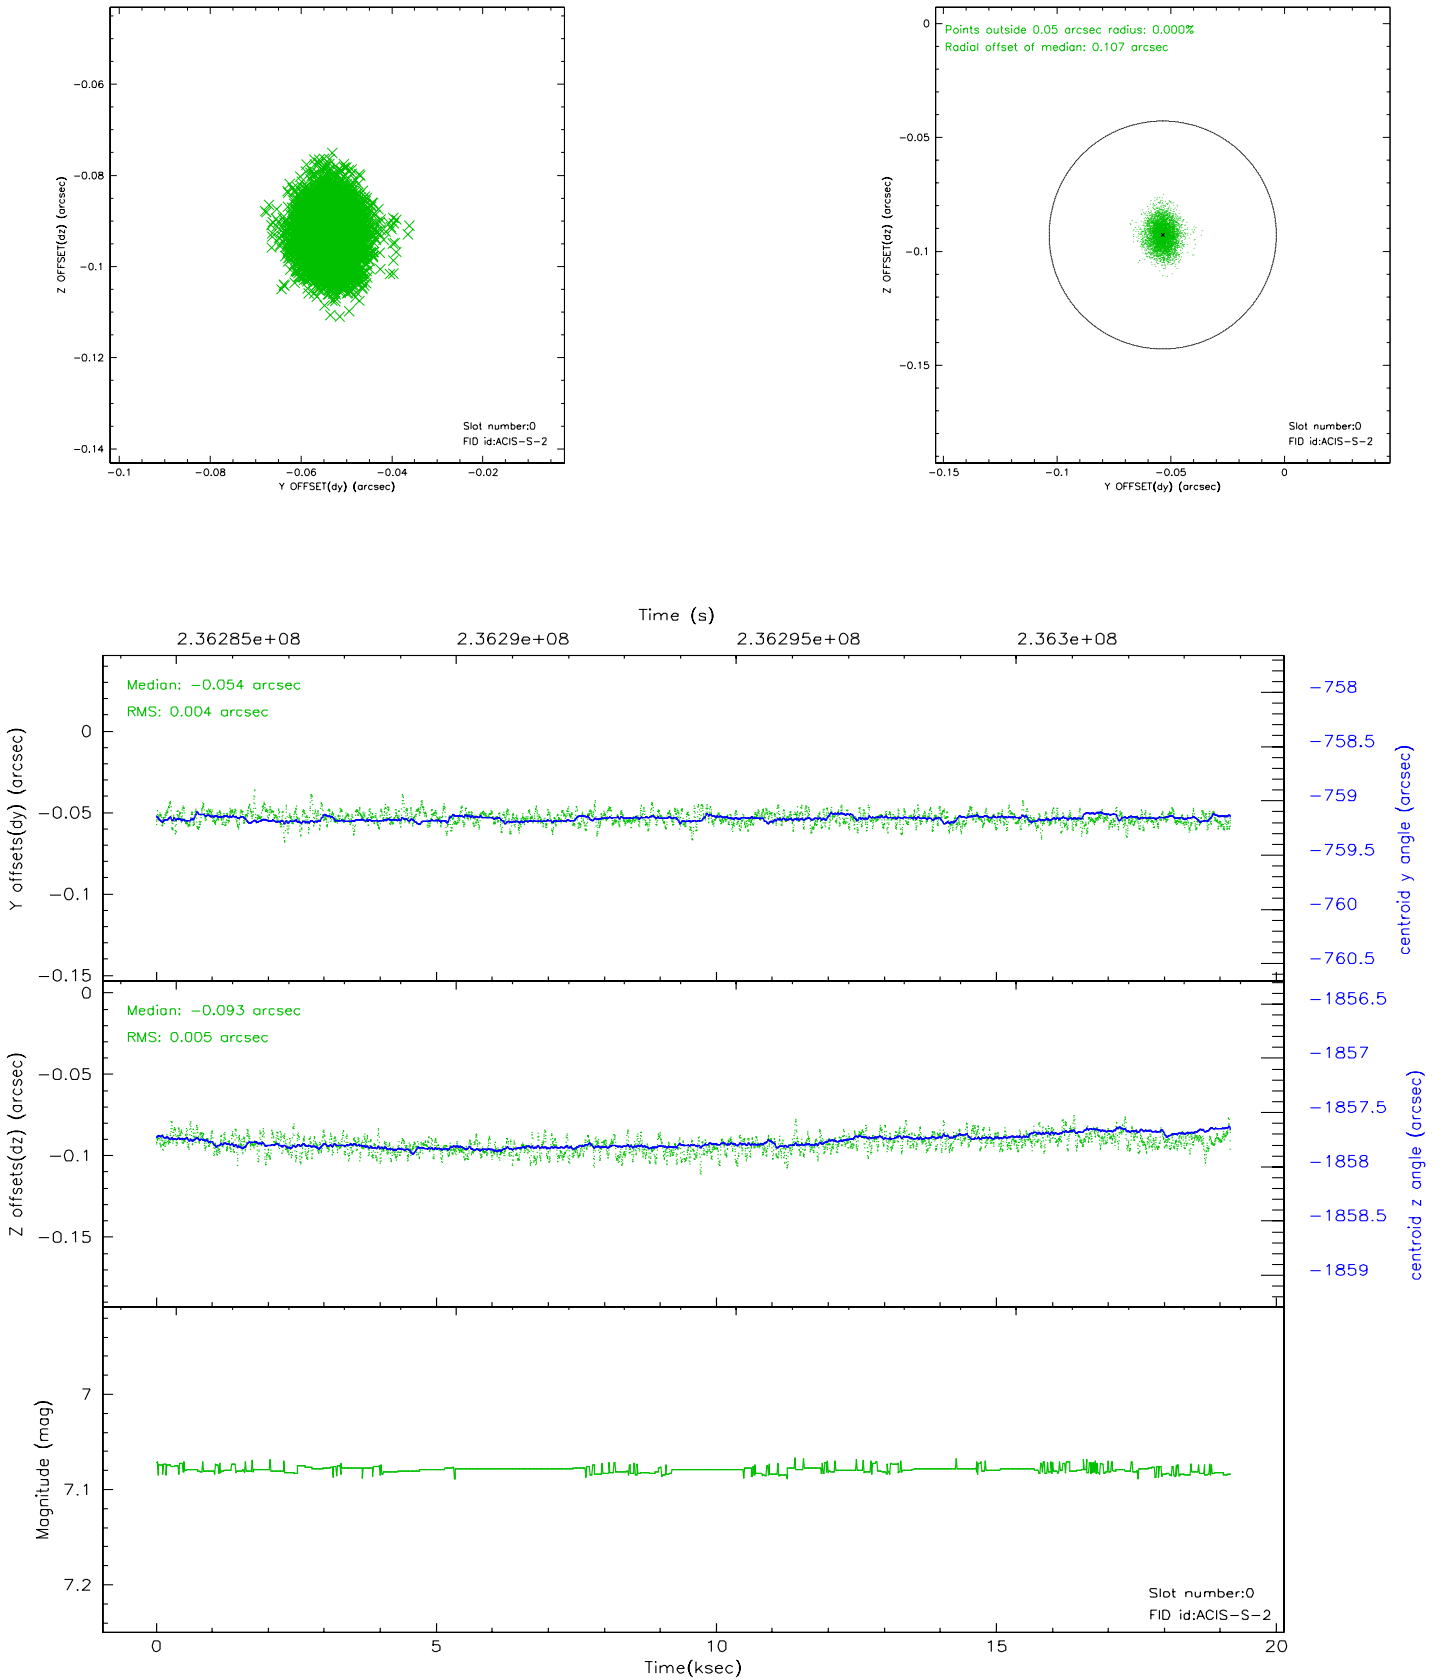 −0.06
−0.08
−0.1
−0.12
−0.14
Z OFFSET(dz) (arcsec)
Slot number:0
FID id:ACIS−S−2
−0.1
−0.08
−0.06
−0.04
−0.02
Y OFFSET(dy) (arcsec)
Points outside 0.05 arcsec radius: 0.000%
Radial offset of median: 0.107 arcsec
0
−0.05
−0.1
−0.15
Z OFFSET(dz) (arcsec)
Slot number:0
FID id:ACIS−S−2
−0.15
−0.1
−0.05
0
Y OFFSET(dy) (arcsec)
Time (s)
2.36285e+08
2.3629e+08
2.36295e+08
2.363e+08
Median: −0.054 arcsec
RMS: 0.004 arcsec
0
−0.05
−0.1
−0.15
Y offsets(dy) (arcsec)
−758
−758.5
−759
−759.5
−760
−760.5
centroid y angle (arcsec)
Median: −0.093 arcsec
RMS: 0.005 arcsec
0
−0.05
−0.1
−0.15
Z offsets(dz) (arcsec)
−1856.5
−1857
−1857.5
−1858
−1858.5
−1859
centroid z angle (arcsec)
7
7.1
7.2
Magnitude (mag)
Slot number:0
FID id:ACIS−S−2
0
5
10
15
20
Time(ksec)